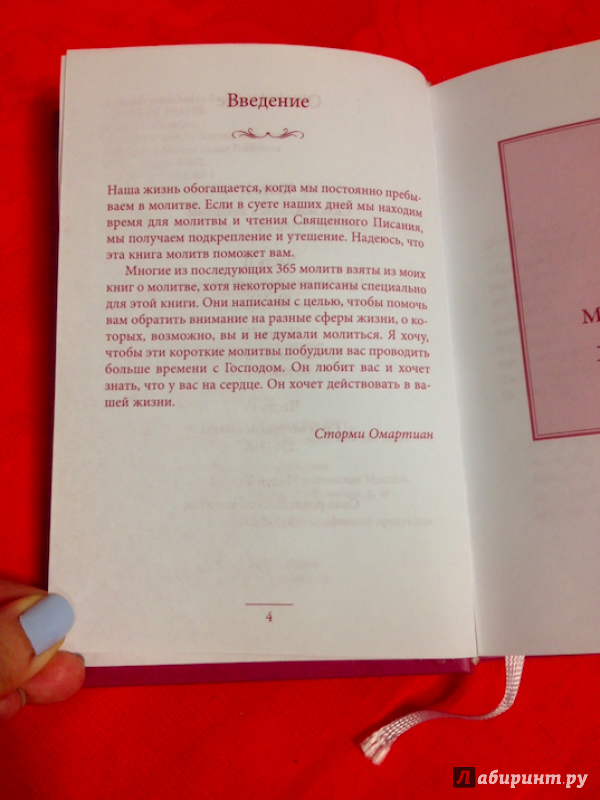 Введение
Наша жизнь обогащается, когда мы постоянно пребы-
ваем в молитве. Если в суете наших дней мы находим
время для молитвы и чтения Священного Писания,
мы получаем подкрепление и утешение. Надеюсь, что
эта книга молитв поможет вам.
Многие из последующих 365 молитв взяты из моих
книг о молитве, хотя некоторые написаны специально
для этой книги. Они написаны с целью, чтобы помочь
вам обратить внимание на разные сферы жизни, о ко-
торых, возможно, вы и не думали молиться. Я хочу,
чтобы эти короткие молитвы побудили вас проводить
больше времени с Господом. Он любит вас и хочет
знать, что у вас на сердце. Он хочет действовать в ва-
шей жизни.
Сторми Омартиан
4
М
Лабиринт.ру